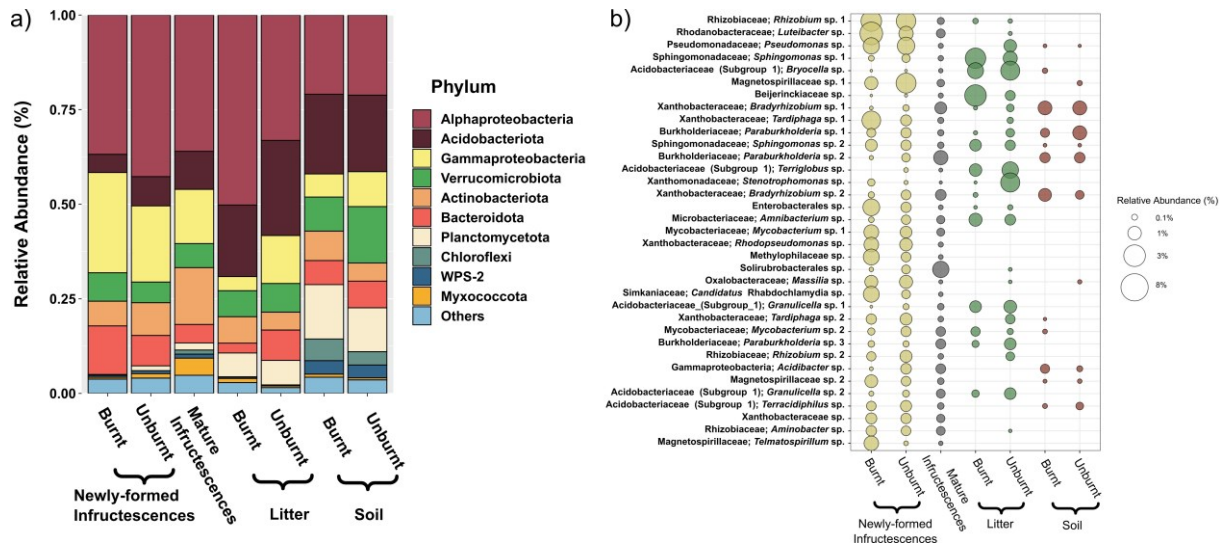 a)
Relative Abundance (%)
1.00
0.75
0.50
0.25
0.00
Burnt
Unburnt
Mature
Infructescences
Burnt
Unburnt
Burnt
Unburnt
Newly-formed
Infructescences
Litter
Soil
Phylum
Alphaproteobacteria
Acidobacteriota
Gammaproteobacteria
Verrucomicrobiota
Actinobacteriota
Bacteroidota
Planctomycetota
Chloroflexi
WPS-2
Myxococcota
Others
b)
Rhizobiaceae; Rhizobium sp. 1
Rhodanobacteraceae; Luteibacter sp.
Pseudomonadaceae; Pseudomonas sp.
Sphingomonadaceae; Sphingomonas sp. 1
Acidobacteriaceae (Subgroup 1); Bryocella sp.
Magnetospirillaceae sp. 1
Beijerinckiaceae sp.
Xanthobacteraceae; Bradyrhizobium sp. 1
Xanthobacteraceae; Tardiphaga sp. 1
Burkholderiaceae; Paraburkholderia sp. 1
Sphingomonadaceae; Sphingomonas sp. 2
Burkholderiaceae; Paraburkholderia sp. 2
Acidobacteriaceae (Subgroup 1); Terriglobus sp.
Xanthomonadaceae; Stenotrophomonas sp.
Xanthobacteraceae; Bradyrhizobium sp. 2
Enterobacterales sp.
Microbacteriaceae; Amnibacterium sp.
Mycobacteriaceae; Mycobacterium sp. 1
Xanthobacteraceae; Rhodopseudomonas sp.
Methylophilaceae sp.
Solirubrobacterales sp.
Oxalobacteraceae; Massilia sp.
Simkaniaceae; Candidatus Rhabdochlamydia sp.
Acidobacteriaceae_(Subgroup_1); Granulicella sp. 1
Xanthobacteraceae; Tardiphaga sp. 2
Mycobacteriaceae; Mycobacterium sp. 2
Burkholderiaceae; Paraburkholderia sp. 3
Rhizobiaceae; Rhizobium sp. 2
Gammaproteobacteria; Acidibacter sp.
Magnetospirillaceae sp. 2
Acidobacteriaceae (Subgroup 1); Granulicella sp. 2
Acidobacteriaceae (Subgroup 1); Terracidiphilus sp.
Xanthobacteraceae sp.
Rhizobiaceae; Aminobacter sp.
Magnetospirillaceae; Telmatospirillum sp.
Burnt
Unburnt
Mature
Infructescences
Burnt
Unburnt
Burnt
Unburnt
Newly-formed
Infructescences
Litter
Soil
Relative Abundance (%)
0.1%
1%
3%
8%